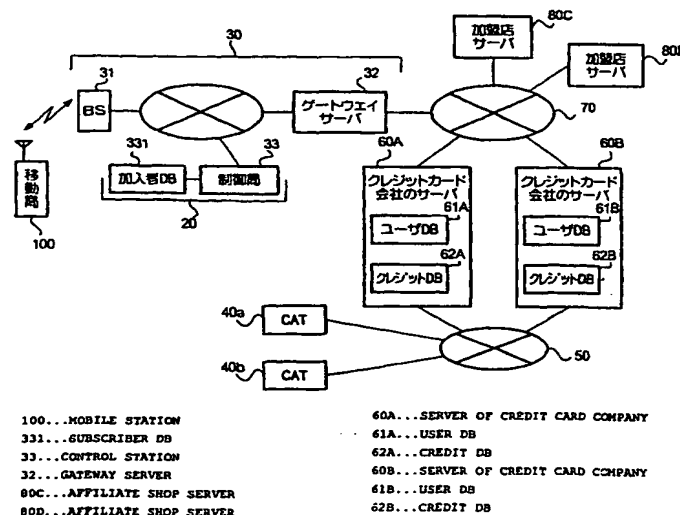 80C
加盟店
サーバ
80D
加盟店
サーバ
30
31
BS
32
ゲートウェイ
サーバ
70
60A
60B
331
加入者DB
33
制御局
20
移動局
100
クレジットカード
会社のサーバ
61A
ユーザDB
62A
クレジットDB
クレジットカード
会社のサーバ
61B
ユーザDB
62B
クレジットDB
40a
CAT
40b
CAT
50
100...MOBILE STATION
331...SUBSCRIBER DB
33...CONTROL STATION
32...GATEWAY SERVER
80C...AFFILIATE SHOP SERVER
80D...AFFILIATE SHOP SERVER
60A...SERVER OF CREDIT CARD COMPANY
61A...USER DB
62A...CREDIT DB
60B...SERVER OF CREDIT CARD COMPANY
61B...USER DB
62B...CREDIT DB